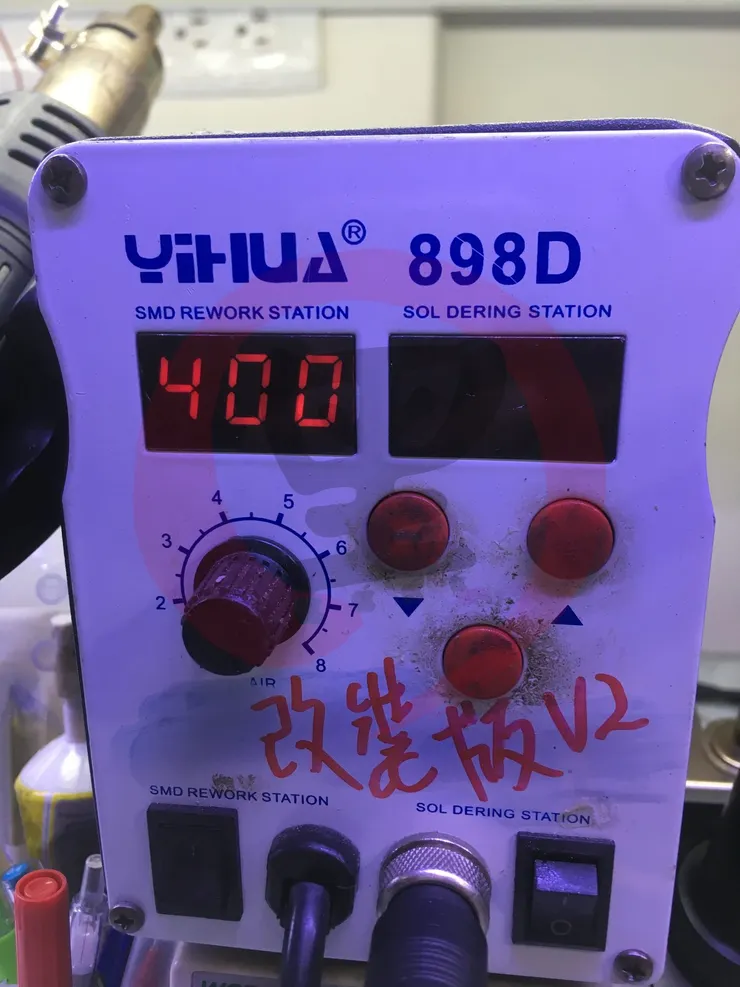 YiHUA® 898D
SMD REWORK STATION SOL DERING STATION
400
2 3 4 5 6 7 8
AIR
改裝版V2
SMD REWORK STATION SOL DERING STATION